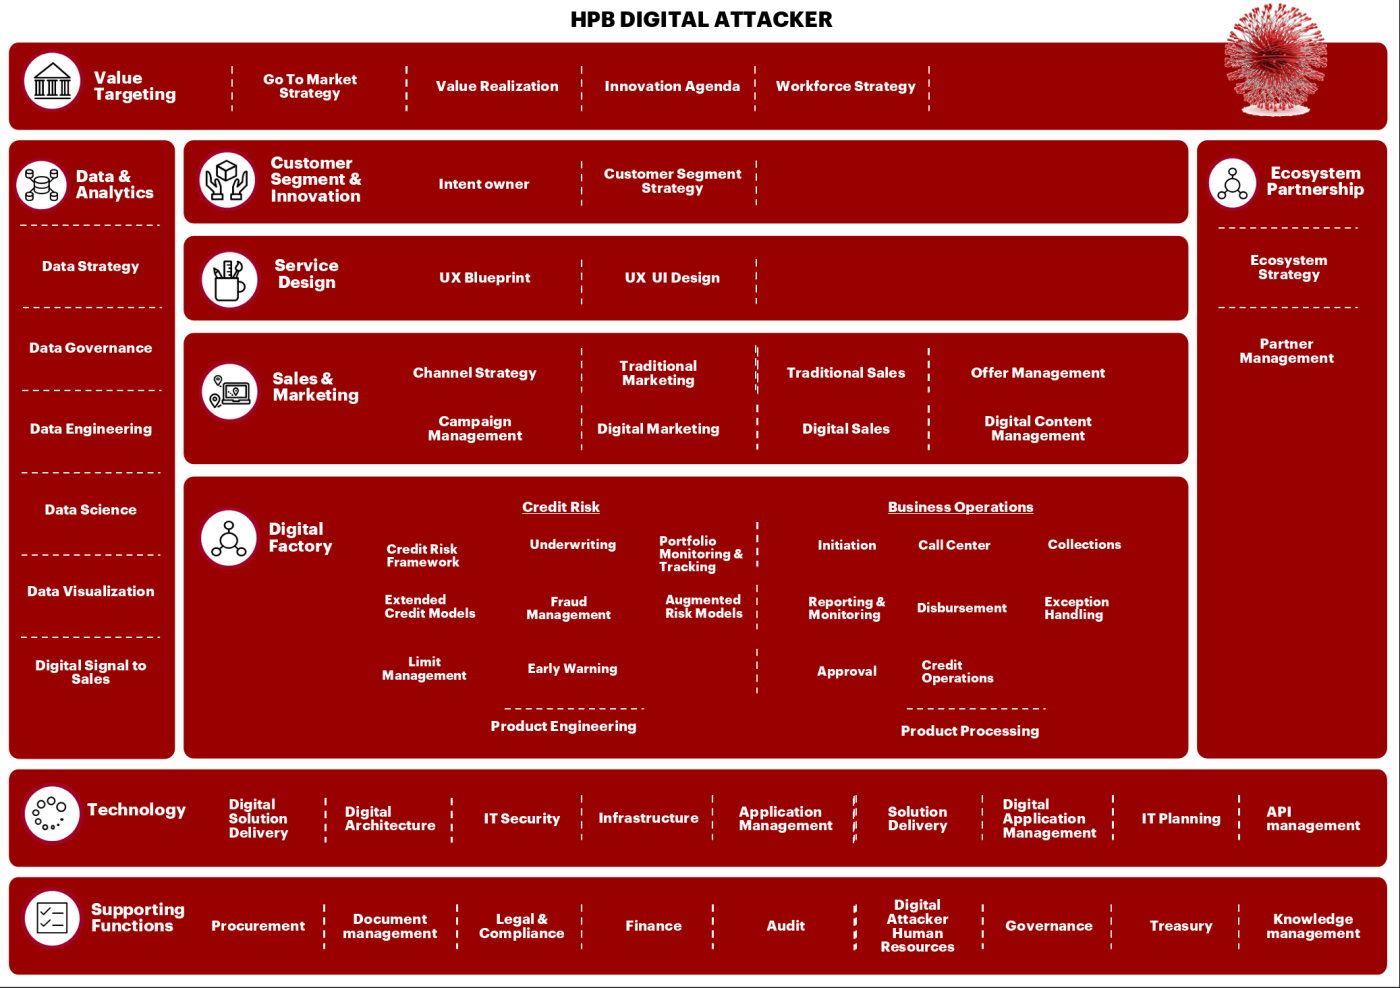 HPB DIGITAL ATTACKER
Value
Targeting
Go To Market
Strategy
Value Realization
Innovation Agenda
Workforce Strategy
Data &
Analytics
Data Strategy
Data Governance
Data Engineering
Data Science
Data Visualization
Digital Signal to
Sales
Customer
Segment &
Innovation
Intent owner
Customer Segment
Strategy
Service
Design
UX Blueprint
UX UI Design
Sales &
Marketing
Channel Strategy
Traditional
Marketing
Traditional Sales
Offer Management
Campaign
Management
Digital Marketing
Digital Sales
Digital Content
Management
Digital
Factory
Credit Risk
Credit Risk
Framework
Underwriting
Portfolio
Monitoring &
Tracking
Extended
Credit Models
Fraud
Management
Augmented
Risk Models
Limit
Management
Early Warning
Product Engineering
Business Operations
Initiation
Call Center
Collections
Reporting &
Monitoring
Disbursement
Exception
Handling
Approval
Credit
Operations
Product Processing
Ecosystem
Partnership
Ecosystem
Strategy
Partner
Management
Technology
Digital
Solution
Delivery
Digital
Architecture
IT Security
Infrastructure
Application
Management
Solution
Delivery
Digital
Application
Management
IT Planning
API
management
Supporting
Functions
Procurement
Document
management
Legal &
Compliance
Finance
Audit
Digital
Attacker
Human
Resources
Governance
Treasury
Knowledge
management